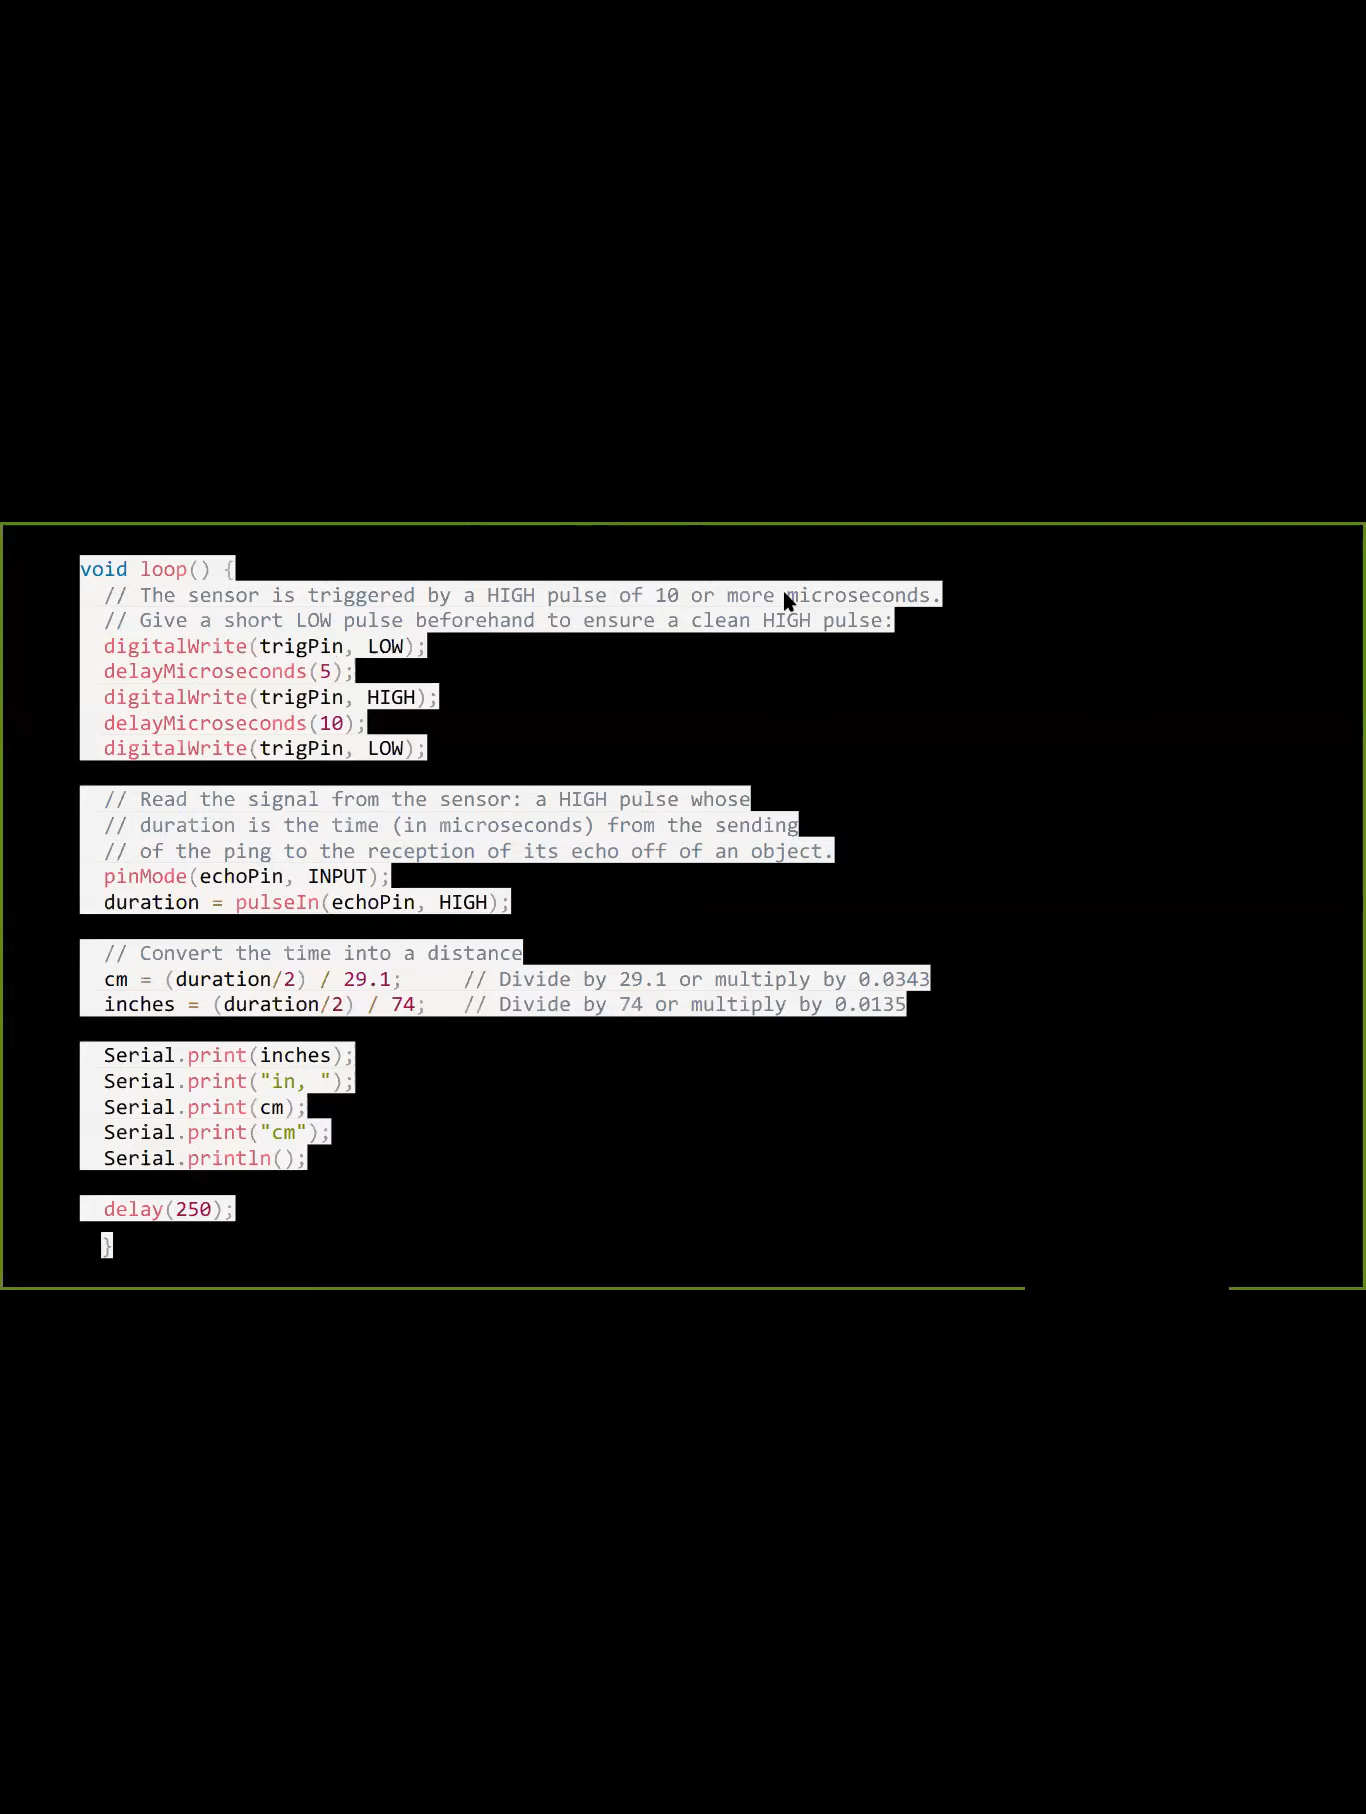 void loop() {
  // The sensor is triggered by a HIGH pulse of 10 or more microseconds.
  // Give a short LOW pulse beforehand to ensure a clean HIGH pulse:
  digitalWrite(trigPin, LOW);
  delayMicroseconds(5);
  digitalWrite(trigPin, HIGH);
  delayMicroseconds(10);
  digitalWrite(trigPin, LOW);
  // Read the signal from the sensor: a HIGH pulse whose
  // duration is the time (in microseconds) from the sending
  // of the ping to the reception of its echo off of an object.
  pinMode(echoPin, INPUT);
  duration = pulseIn(echoPin, HIGH);
  // Convert the time into a distance
  cm = (duration/2) / 29.1;     // Divide by 29.1 or multiply by 0.0343
  inches = (duration/2) / 74;   // Divide by 74 or multiply by 0.0135
  Serial.print(inches);
  Serial.print("in, ");
  Serial.print(cm);
  Serial.print("cm");
  Serial.println();
  delay(250);
  }